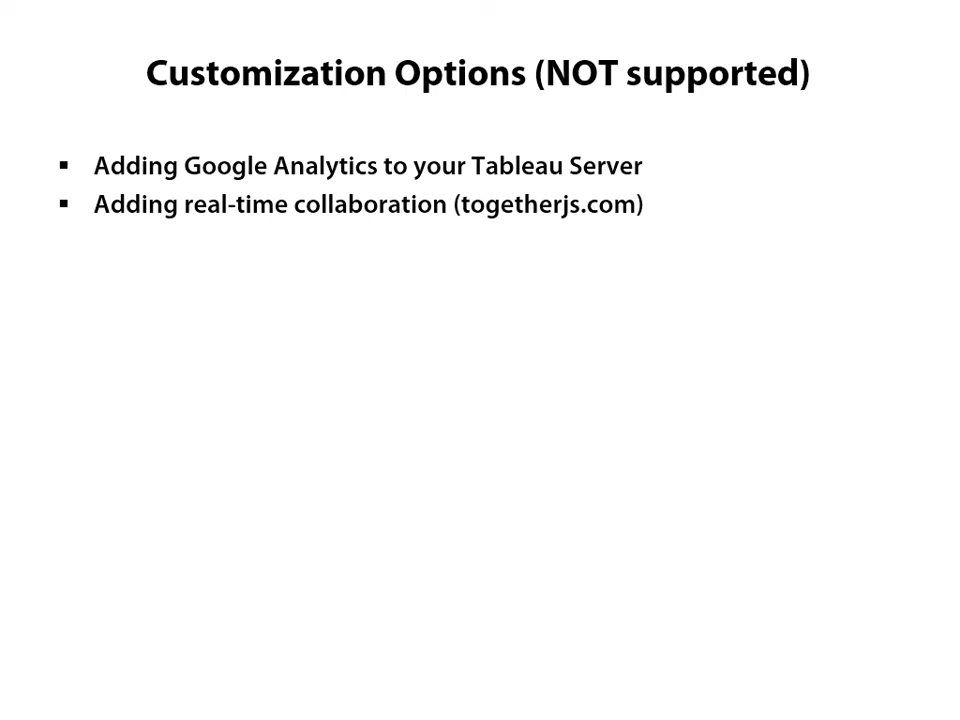 Customization Options (NOT supported)
▪ Adding Google Analytics to your Tableau Server
▪ Adding real-time collaboration (togetherjs.com)